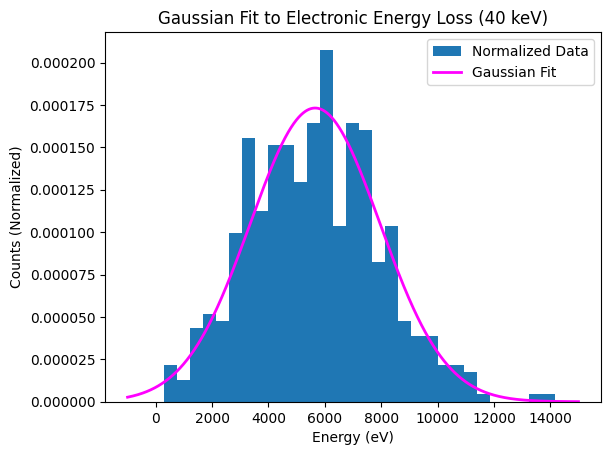 Gaussian Fit to Electronic Energy Loss (40 keV)
Normalized Data
Gaussian Fit
Counts (Normalized)
0.000200
0.000175
0.000150
0.000125
0.000100
0.000075
0.000050
0.000025
0.000000
0 2000 4000 6000 8000 10000 12000 14000
Energy (eV)